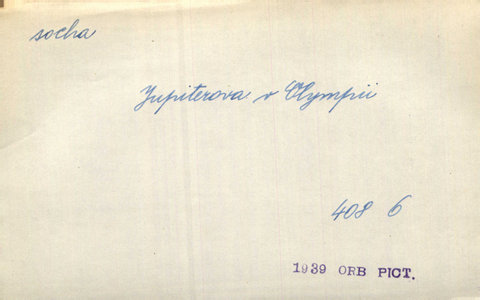 socha
Jupiterova v Olympii
408 6
1939 ORB PICT.